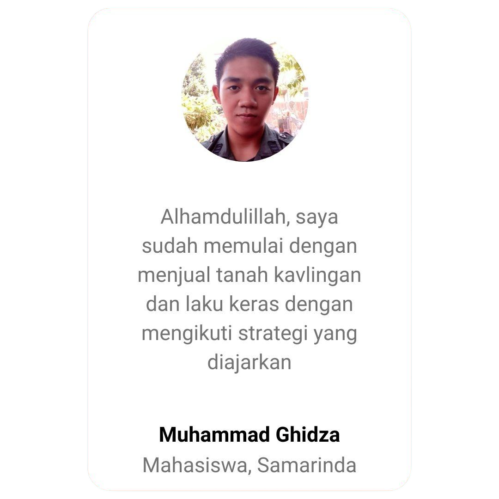 Alhamdulillah, saya
sudah memulai dengan
menjual tanah kavlingan
dan laku keras dengan
mengikuti strategi yang
diajarkan
Muhammad Ghidza
Mahasiswa, Samarinda